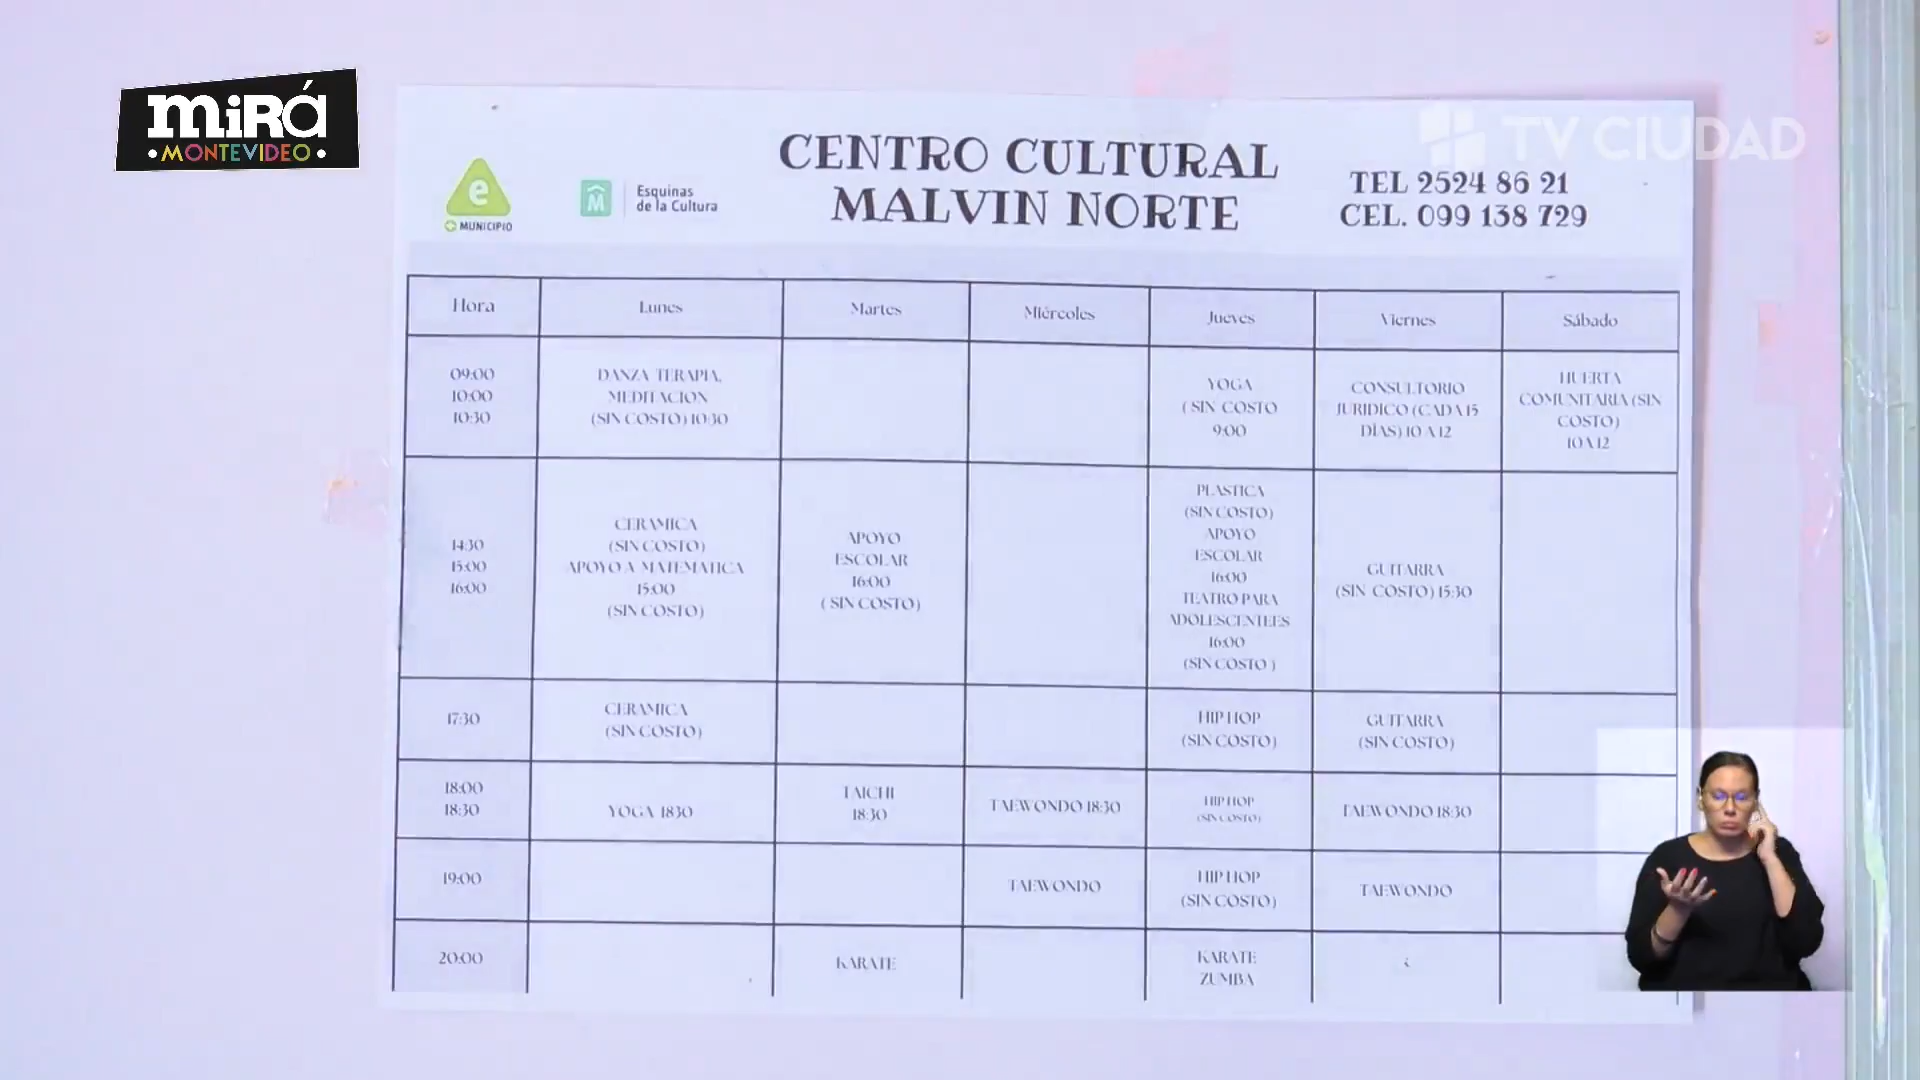 MIRÁ
• MONTEVIDEO •
TV CIUDAD
e
MUNICIPIO
M
Esquinas
de la Cultura
CENTRO CULTURAL
MALVIN NORTE
TEL 2524 86 21
CEL. 099 138 729
Hora
Lunes
Martes
Miércoles
Jueves
Viernes
Sábado
09:00
10:00
10:30
DANZA TERAPIA,
MEDITACION
(SIN COSTO) 10:30
YOGA
( SIN COSTO
9:00
CONSULTORIO
JURIDICO (CADA 15
DÍAS) 10 A 12
HUERTA
COMUNITARIA (SIN
COSTO)
10 A 12
14:30
15:00
16:00
CERAMICA
(SIN COSTO)
APOYO A MATEMATICA
15:00
(SIN COSTO)
APOYO
ESCOLAR
16:00
( SIN COSTO)
PLASTICA
(SIN COSTO)
APOYO
ESCOLAR
16:00
TEATRO PARA
ADOLESCENTEES
16:00
(SIN COSTO )
GUITARRA
(SIN COSTO) 15:30
17:30
CERAMICA
(SIN COSTO)
HIP HOP
(SIN COSTO)
GUITARRA
(SIN COSTO)
18:00
18:30
YOGA 18:30
TAICHI
18:30
TAEWONDO 18:30
HIP HOP
(SIN COSTO)
TAEWONDO 18:30
19:00
TAEWONDO
HIP HOP
(SIN COSTO)
TAEWONDO
20:00
KARATE
KARATE
ZUMBA